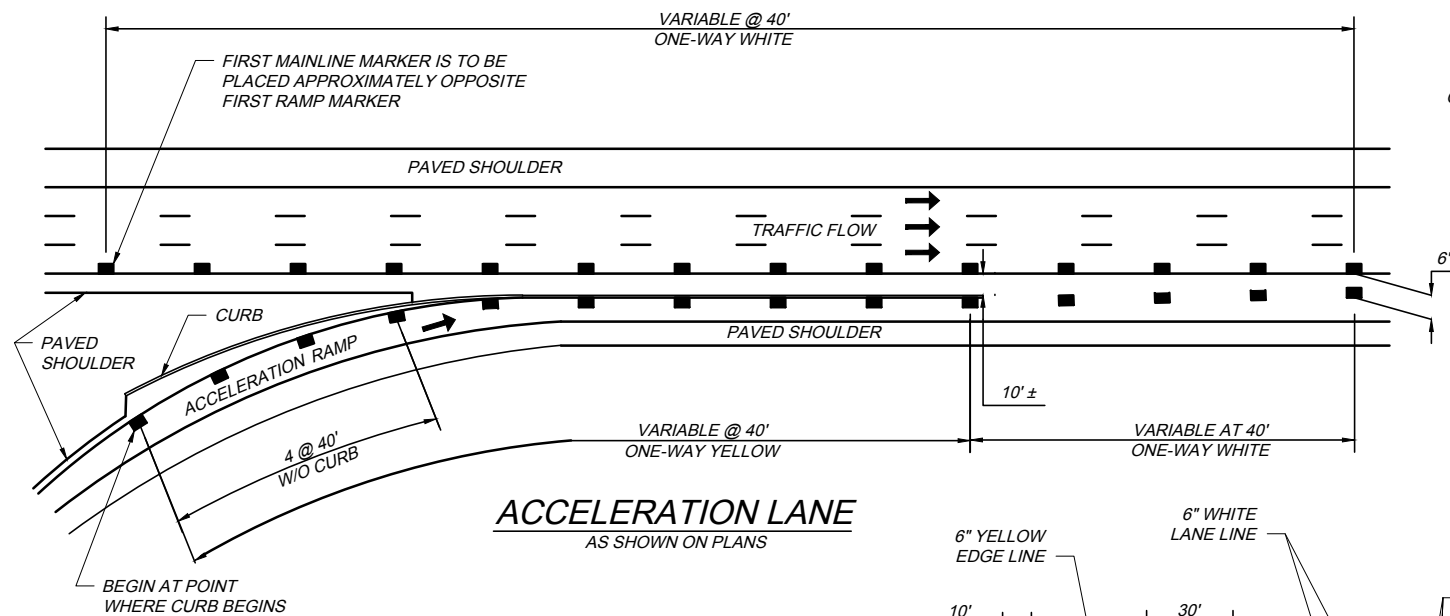 VARIABLE @ 40'
ONE-WAY WHITE
FIRST MAINLINE MARKER IS TO BE
PLACED APPROXIMATELY OPPOSITE
FIRST RAMP MARKER
PAVED SHOULDER
TRAFFIC FLOW
6"
CURB
PAVED
SHOULDER
ACCELERATION RAMP
PAVED SHOULDER
10' ±
4 @ 40'
W/O CURB
VARIABLE @ 40'
ONE-WAY YELLOW
VARIABLE AT 40'
ONE-WAY WHITE
ACCELERATION LANE
AS SHOWN ON PLANS
6" YELLOW
EDGE LINE
6" WHITE
LANE LINE
BEGIN AT POINT
WHERE CURB BEGINS
10'
30'